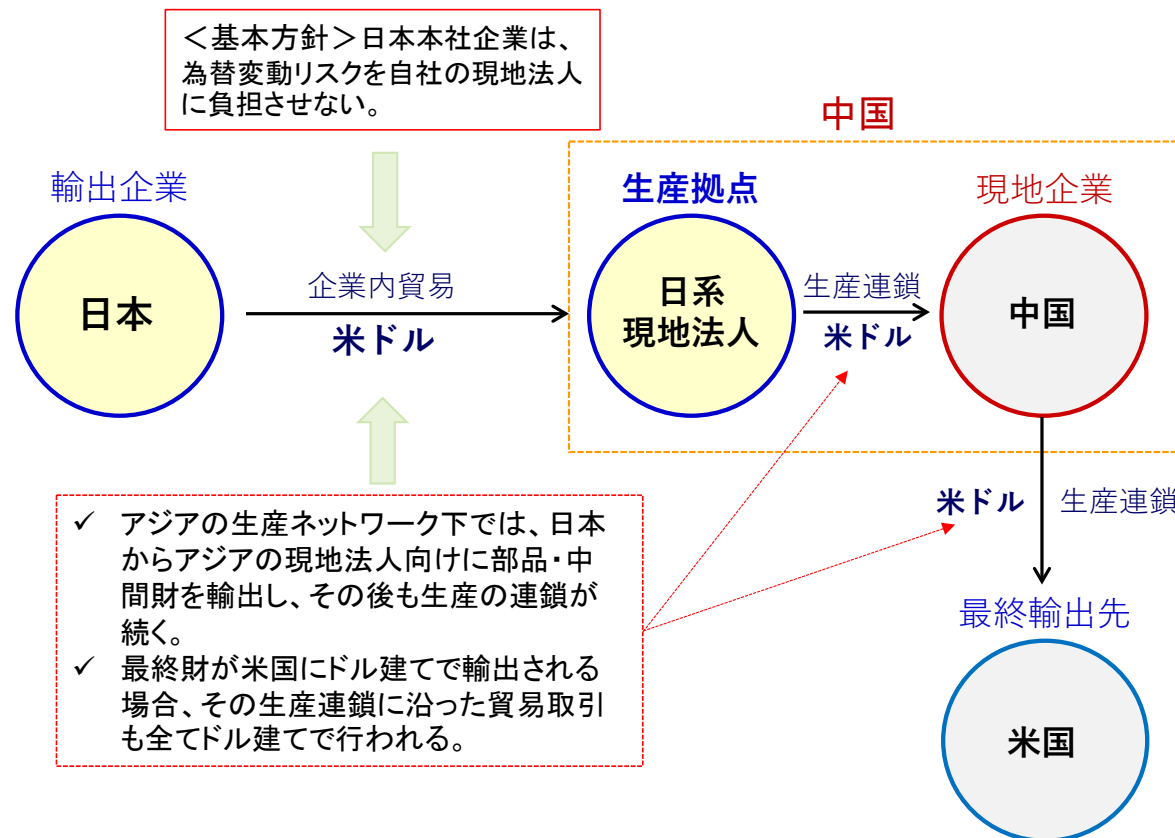 ＜基本方針＞日本本社企業は、
為替変動リスクを自社の現地法人
に負担させない。
中国
輸出企業
生産拠点
現地企業
日本
企業内貿易
米ドル
日系
現地法人
生産連鎖
米ドル
中国
米ドル
生産連鎖
✓ アジアの生産ネットワーク下では、日本
からアジアの現地法人向けに部品・中
間財を輸出し、その後も生産の連鎖が
続く。
✓ 最終財が米国にドル建てで輸出される
場合、その生産連鎖に沿った貿易取引
も全てドル建てで行われる。
最終輸出先
米国